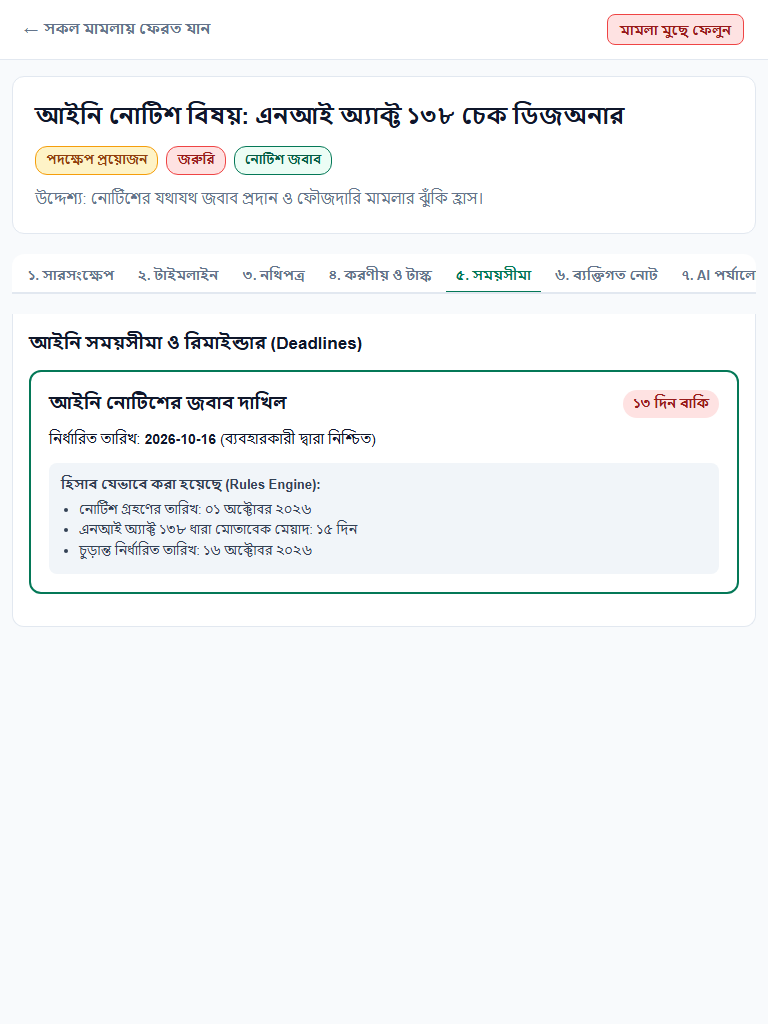 ← সকল মামলায় ফেরত যান
মামলা মুছে ফেলুন
আইনি নোটিশ বিষয়: এনআই অ্যাক্ট ১৩৮ চেক ডিজঅনার
পদক্ষেপ প্রয়োজন
জরুরি
নোটিশ জবাব
উদ্দেশ্য: নোটিশের যথাযথ জবাব প্রদান ও ফৌজদারি মামলার ঝুঁকি হ্রাস।
১. সারসংক্ষেপ
২. টাইমলাইন
৩. নথিপত্র
৪. করণীয় ও টাস্ক
৫. সময়সীমা
৬. ব্যক্তিগত নোট
৭. AI পর্যালে
আইনি সময়সীমা ও রিমাইন্ডার (Deadlines)
আইনি নোটিশের জবাব দাখিল
১৩ দিন বাকি
নির্ধারিত তারিখ: 2026-10-16 (ব্যবহারকারী দ্বারা নিশ্চিত)
হিসাব যেভাবে করা হয়েছে (Rules Engine):
• নোটিশ গ্রহণের তারিখ: ০১ অক্টোবর ২০২৬
• এনআই অ্যাক্ট ১৩৮ ধারা মোতাবেক মেয়াদ: ১৫ দিন
• চূড়ান্ত নির্ধারিত তারিখ: ১৬ অক্টোবর ২০২৬